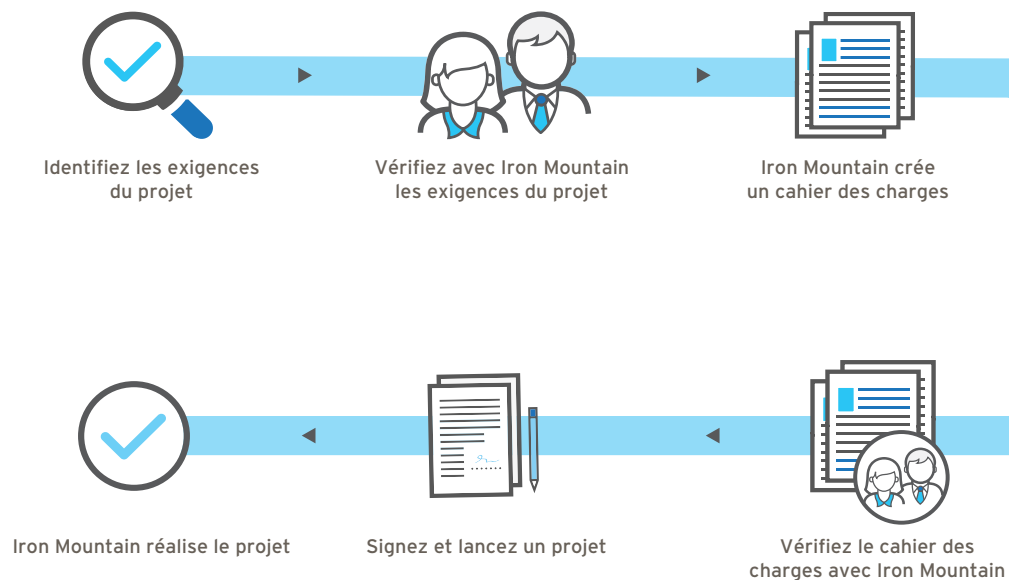 Identifiez les exigences
du projet
Vérifiez avec Iron Mountain
les exigences du projet
Iron Mountain crée
un cahier des charges
Iron Mountain réalise le projet
Signez et lancez un projet
Vérifiez le cahier des
charges avec Iron Mountain